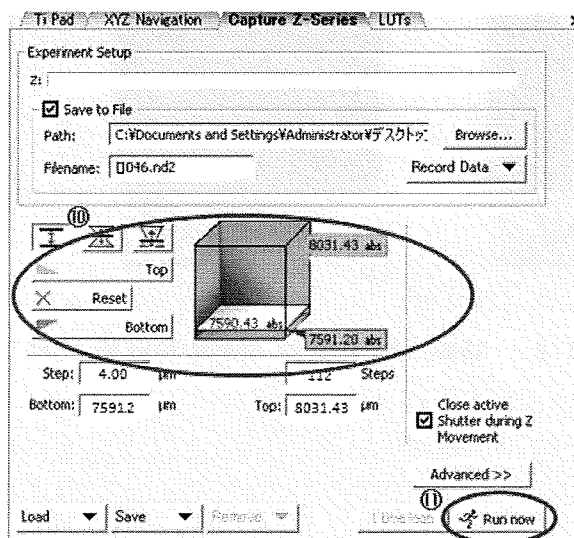 Ti Pad XYZ Navigation Capture Z-Series LUTs
Experiment Setup
Z:
Save to File
Path: C:¥Documents and Settings¥Administrator¥デスクトッ Browse...
Filename: 046.nd2 Record Data
⑩
8031.43 abs
Top
Reset
7590.43 abs
Bottom 7591.20 abs
Step: 4.00 µm 112 Steps
Bottom: 7591.2 µm Top: 8031.43 µm
Close active
Shutter during Z
Movement
Advanced >>
⑪
Load Save Remove Run now